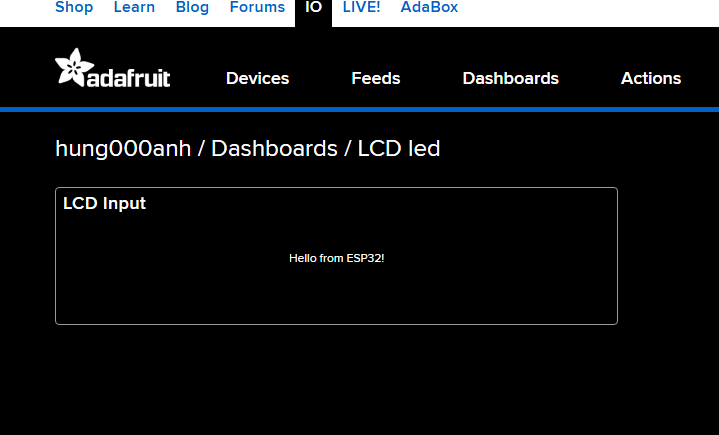 Shop Learn Blog Forums IO LIVE! AdaBox
adafruit Devices Feeds Dashboards Actions
hung000anh / Dashboards / LCD led
LCD Input
Hello from ESP32!